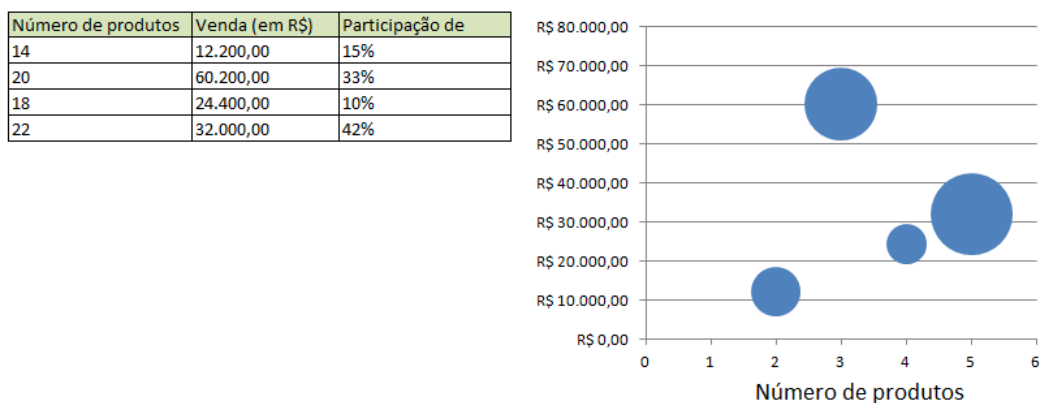 Número de produtos Venda (em R$) Participação de
14 12.200,00 15%
20 60.200,00 33%
18 24.400,00 10%
22 32.000,00 42%
R$ 80.000,00
R$ 70.000,00
R$ 60.000,00
R$ 50.000,00
R$ 40.000,00
R$ 30.000,00
R$ 20.000,00
R$ 10.000,00
R$ 0,00
0 1 2 3 4 5 6
Número de produtos